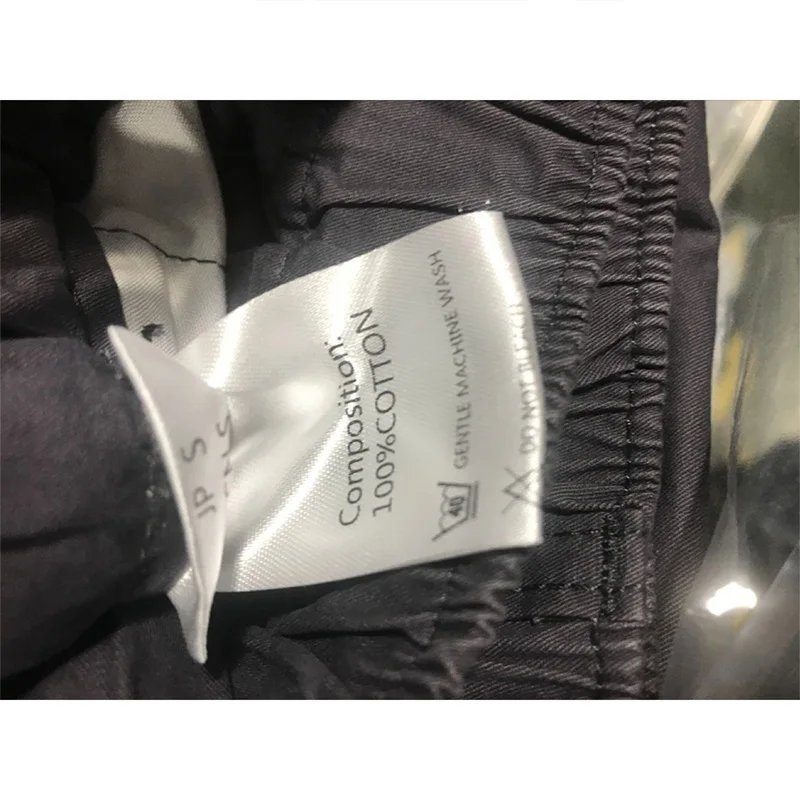 JP S
Composition:
100%COTTON
40
GENTLE MACHINE WASH
DO NOT